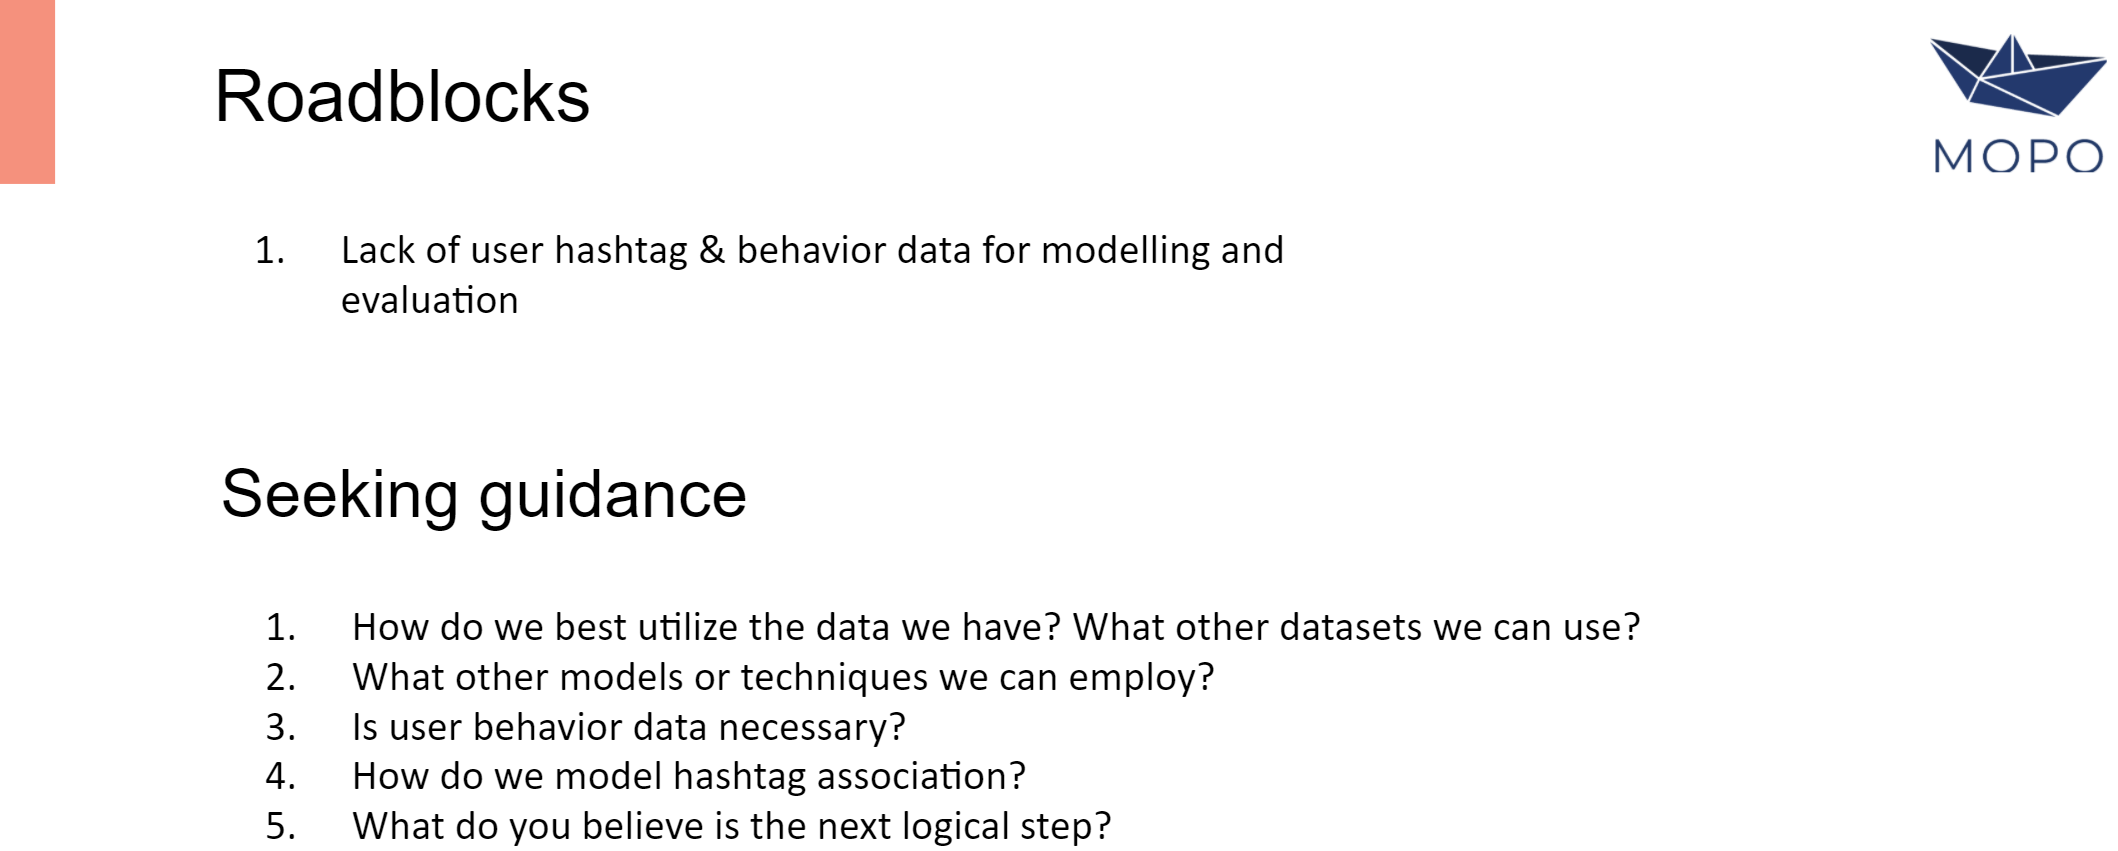 Roadblocks
MOPO
1. Lack of user hashtag & behavior data for modelling and
evaluation
Seeking guidance
1. How do we best utilize the data we have? What other datasets we can use?
2. What other models or techniques we can employ?
3. Is user behavior data necessary?
4. How do we model hashtag association?
5. What do you believe is the next logical step?